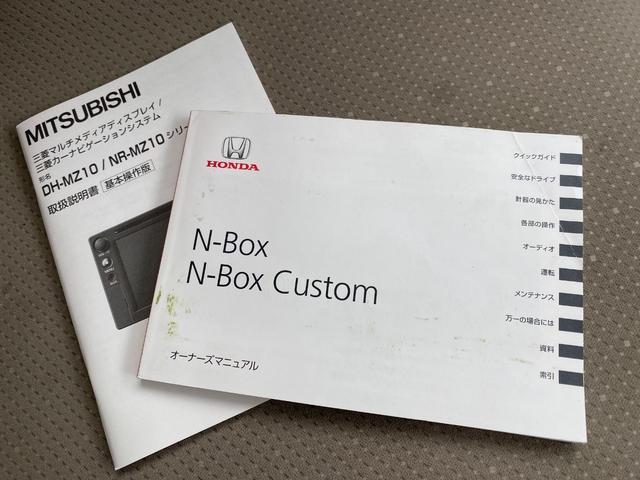 MITSUBISHI
三菱マルチメディアディスプレイ/
三菱カーナビゲーションシステム
形名
DH-MZ10 / NR-MZ10 シリー
取扱説明書 基本操作版
HONDA
N-Box
N-Box Custom
オーナーズマニュアル
クイックガイド
安全なドライブ
計器の見かた
各部の操作
オーディオ
運転
メンテナンス
万一の場合には
資料
索引